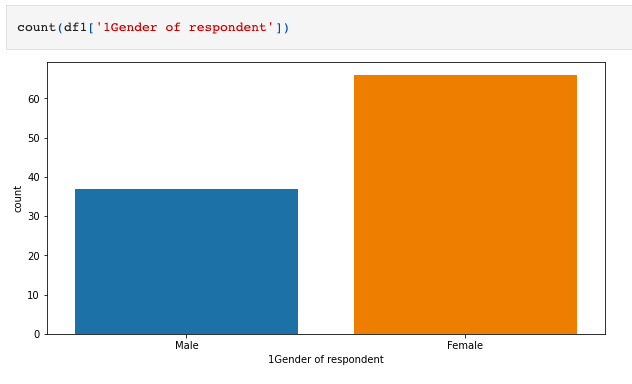 count(df1['1Gender of respondent'])
60
50
40
30
20
10
0
count
Male Female
1Gender of respondent